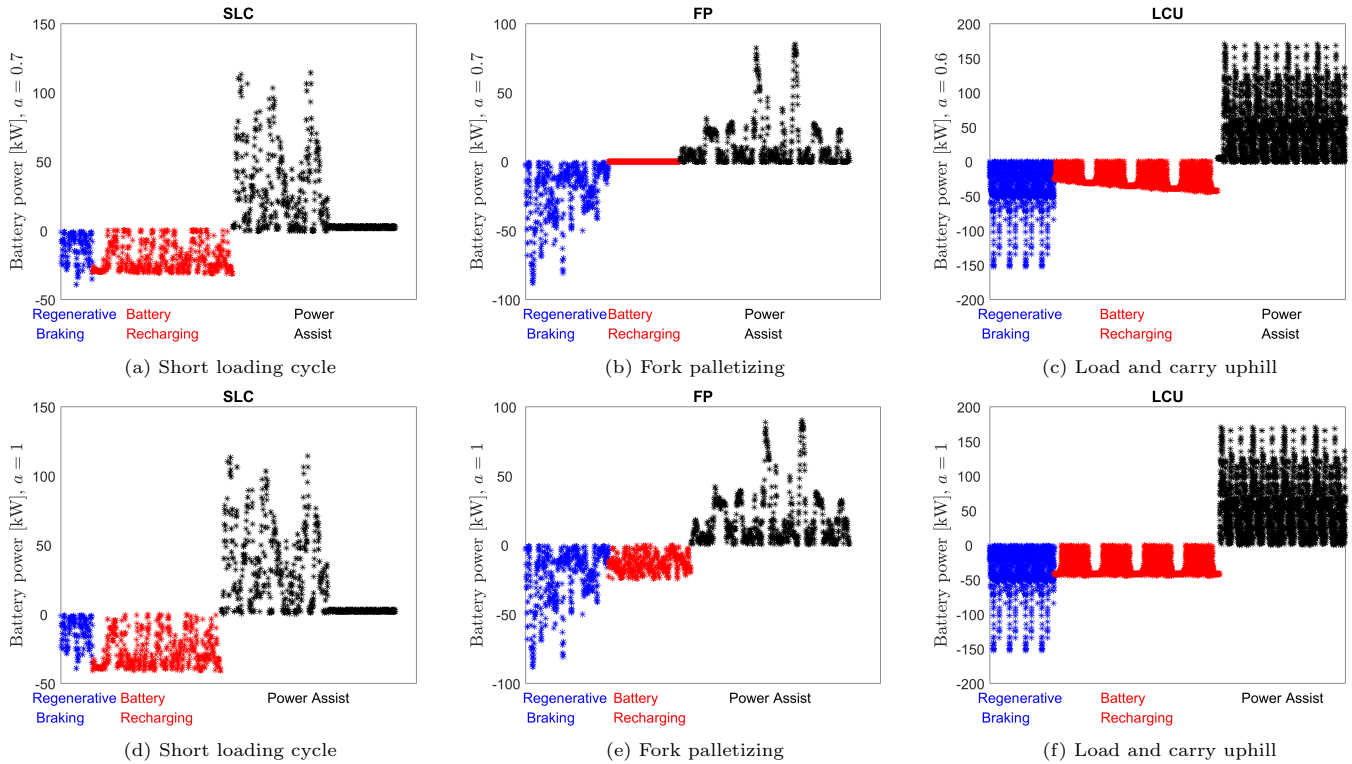 SLC
150
100
50
0
-50
Battery power [kW], a = 0.7
Regenerative Battery Power
Braking Recharging Assist
(a) Short loading cycle
FP
100
50
0
-50
-100
Battery power [kW], a = 0.7
Regenerative Battery Power
Braking Recharging Assist
(b) Fork palletizing
LCU
200
150
100
50
0
-50
-100
-150
-200
Battery power [kW], a = 0.6
Regenerative Battery Power
Braking Recharging Assist
(c) Load and carry uphill
SLC
150
100
50
0
-50
Battery power [kW], a = 1
Regenerative Battery Power Assist
Braking Recharging
(d) Short loading cycle
FP
100
50
0
-50
-100
Battery power [kW], a = 1
Regenerative Battery Power Assist
Braking Recharging
(e) Fork palletizing
LCU
200
150
100
50
0
-50
-100
-150
-200
Battery power [kW], a = 1
Regenerative Battery Power Assist
Braking Recharging
(f) Load and carry uphill